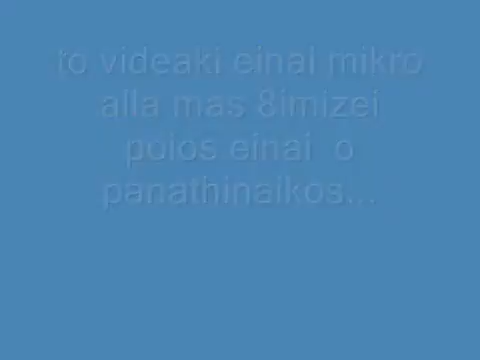 to videaki einai mikro
alla mas 8imizei
poios einai o
panathinaikos...